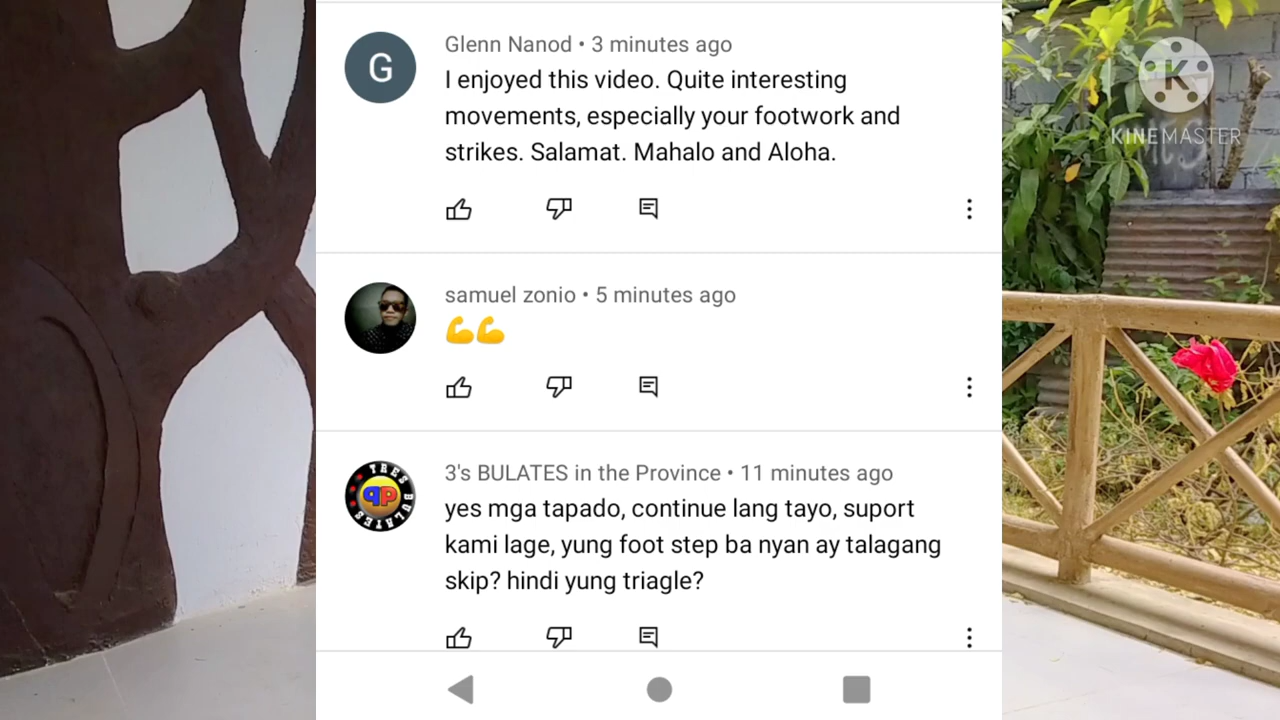 G
Glenn Nanod • 3 minutes ago
I enjoyed this video. Quite interesting
movements, especially your footwork and
strikes. Salamat. Mahalo and Aloha.
samuel zonio • 5 minutes ago
💪💪
TRES BULATES
3's BULATES in the Province • 11 minutes ago
yes mga tapado, continue lang tayo, suport
kami lage, yung foot step ba nyan ay talagang
skip? hindi yung triagle?
K
KINEMASTER